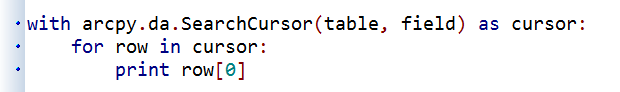 with arcpy.da.SearchCursor(table, field) as cursor:
    for row in cursor:
        print row[0]